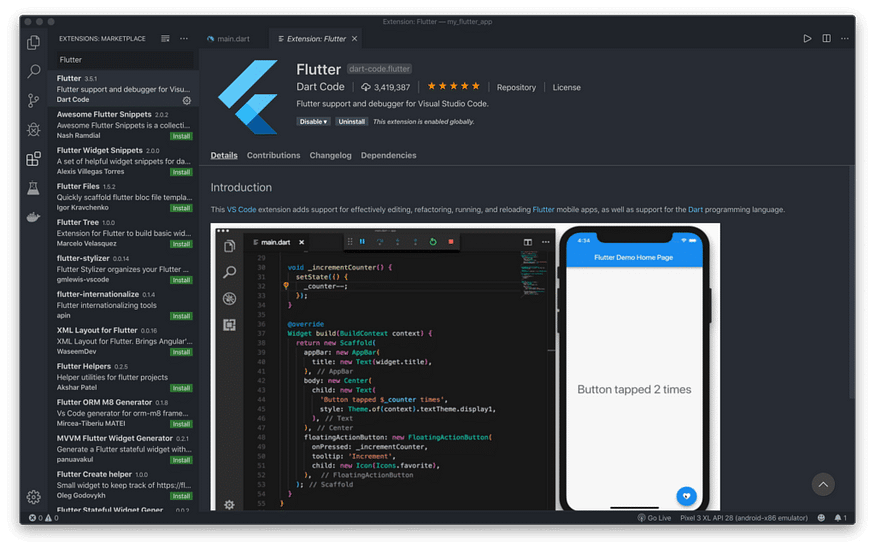 Extension: Flutter — my_flutter_app
EXTENSIONS: MARKETPLACE
Flutter
Flutter 3.5.1
Flutter support and debugger for Visu...
Dart Code
Awesome Flutter Snippets 2.0.2
Awesome Flutter Snippets is a collecti...
Nash Ramdial Install
Flutter Widget Snippets 2.0.0
A set of helpful widget snippets for da...
Alexis Villegas Torres Install
Flutter Files 1.5.2
Quickly scaffold flutter bloc file templa...
Igor Kravchenko Install
Flutter Tree 1.0.0
Extension for Flutter to build basic wid...
Marcelo Velasquez Install
flutter-stylizer 0.0.14
Flutter Stylizer organizes your Flutter ...
gmlewis-vscode Install
flutter-internationalize 0.1.4
Flutter internationalizing tools
apin Install
XML Layout for Flutter 0.0.16
XML Layout for Flutter. Brings Angular'...
WaseemDev Install
Flutter Helpers 0.2.5
Helper utilities for flutter projects
Akshar Patel Install
Flutter ORM M8 Generator 0.1.8
Vs Code generator for orm-m8 frame...
Mircea-Tiberiu MATEI Install
MVVM Flutter Widget Generator 0.2.1
Generate a Flutter stateful widget with...
panuavakul Install
Flutter Create helper 1.0.0
Small widget to keep track of https://fl...
Oleg Godovykh Install
Flutter Stateful Widget Gener 0.0.2
main.dart
Extension: Flutter
Flutter dart-code.flutter
Dart Code 3,419,387 Repository License
Flutter support and debugger for Visual Studio Code.
Disable Uninstall This extension is enabled globally.
Details Contributions Changelog Dependencies
Introduction
This VS Code extension adds support for effectively editing, refactoring, running, and reloading Flutter mobile apps, as well as support for the Dart programming language.
main.dart
29
30 void _incrementCounter() {
31 setState(() {
32 _counter--;
33 });
34 }
35
36 @override
37 Widget build(BuildContext context) {
38 return new Scaffold(
39 appBar: new AppBar(
40 title: new Text(widget.title),
41 ), // AppBar
42 body: new Center(
43 child: new Text(
44 'Button tapped $_counter times',
45 style: Theme.of(context).textTheme.display1,
46 ), // Text
47 ), // Center
48 floatingActionButton: new FloatingActionButton(
49 onPressed: _incrementCounter,
50 tooltip: 'Increment',
51 child: new Icon(Icons.favorite),
52 ), // FloatingActionButton
53 ); // Scaffold
54 }
55 }
4:34
Flutter Demo Home Page
Button tapped 2 times
0 0
Go Live Pixel 3 XL API 28 (android-x86 emulator) 1